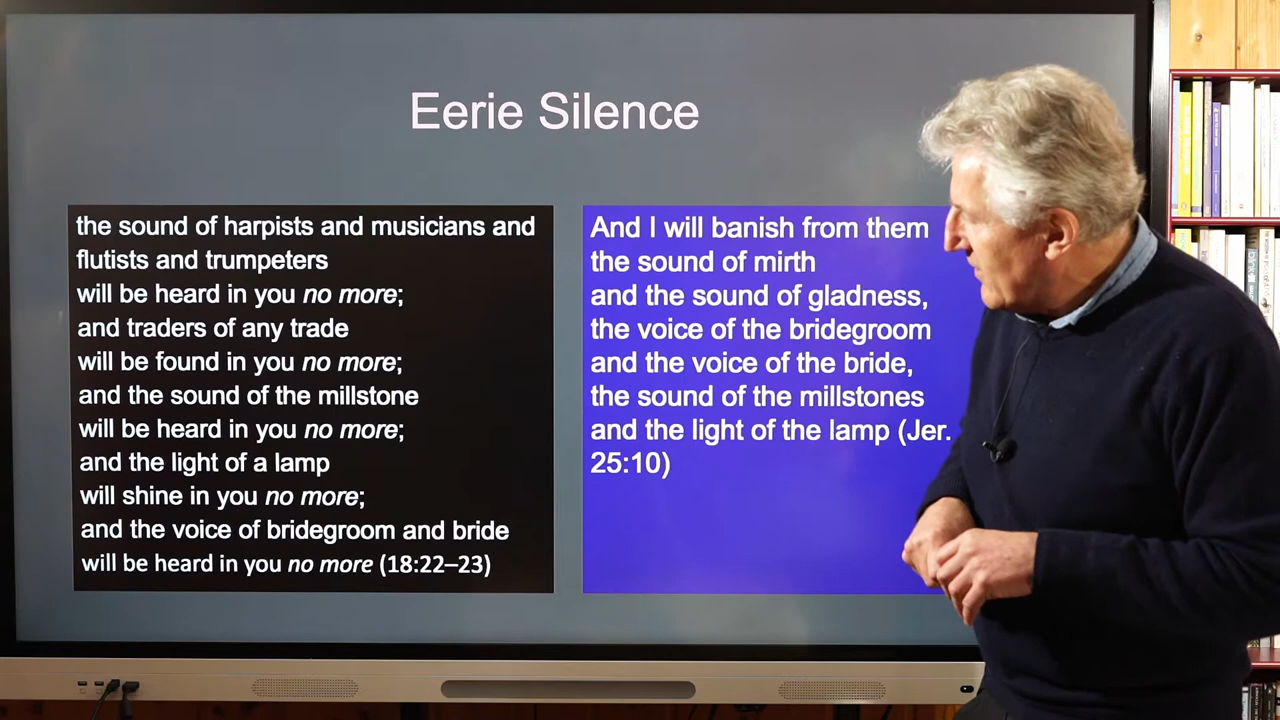 Eerie Silence
the sound of harpists and musicians and
flutists and trumpeters
will be heard in you no more;
and traders of any trade
will be found in you no more;
and the sound of the millstone
will be heard in you no more;
and the light of a lamp
will shine in you no more;
and the voice of bridegroom and bride
will be heard in you no more (18:22–23)
And I will banish from them
the sound of mirth
and the sound of gladness,
the voice of the bridegroom
and the voice of the bride,
the sound of the millstones
and the light of the lamp (Jer.
25:10)